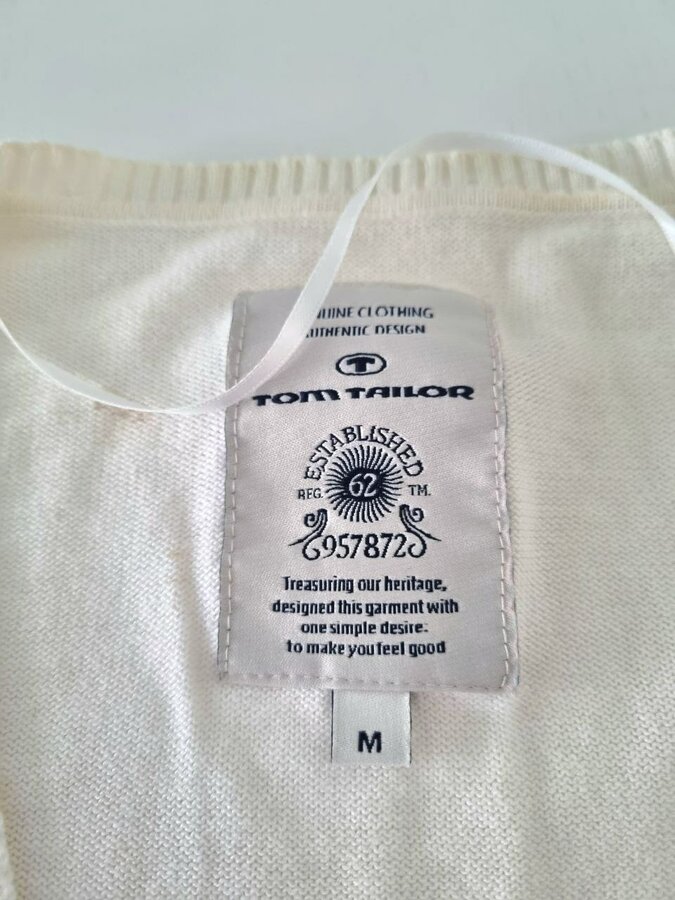 CLOTHING
DESIGN
T
TOM TAILOR
ESTABLISHED
REG. 62 TM.
957872
Treasuring our heritage,
designed this garment with
one simple desire:
to make you feel good
M